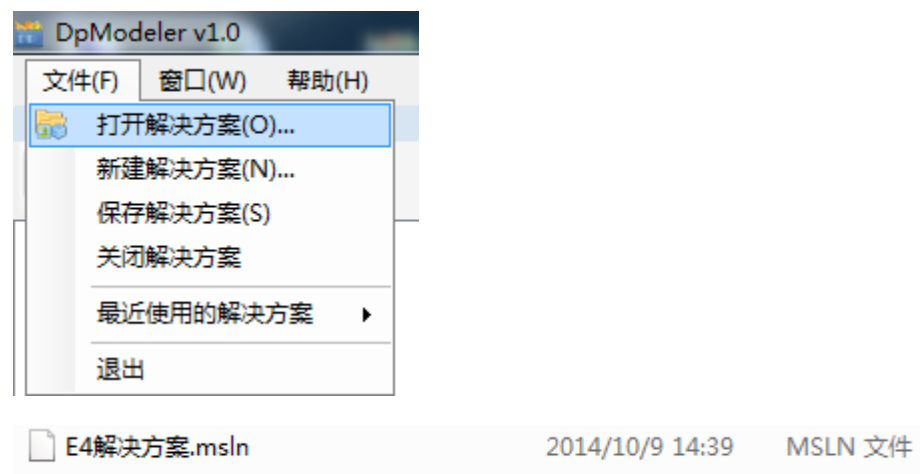 DpModeler v1.0
文件(F) 窗口(W) 帮助(H)
打开解决方案(O)...
新建解决方案(N)...
保存解决方案(S)
关闭解决方案
最近使用的解决方案
退出
E4解决方案.msln 2014/10/9 14:39 MSLN 文件